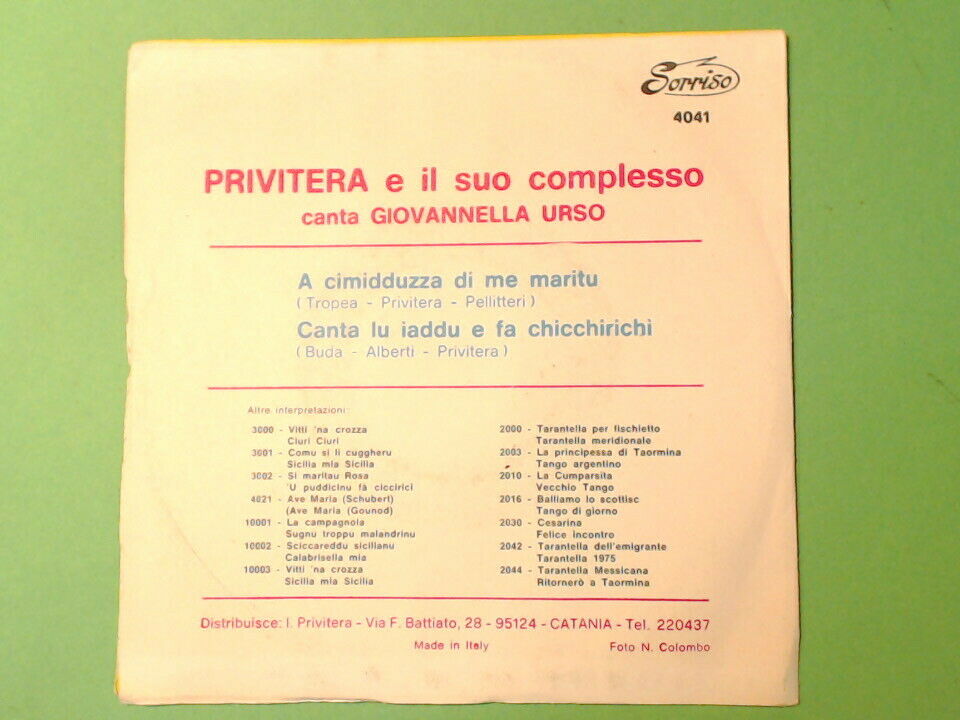 Sorriso
4041
PRIVITERA e il suo complesso
canta GIOVANNELLA URSO
A cimidduzza di me maritu
( Tropea - Privitera - Pellitteri )
Canta lu iaddu e fa chicchirichì
( Buda - Alberti - Privitera )
Altre interpretazioni:
3000 - Vitti 'na crozza
Ciuri Ciuri
3001 - Comu si li cuggheru
Sicilia mia Sicilia
3002 - Si maritau Rosa
'U puddicinu fà ciccirici
4021 - Ave Maria (Schubert)
(Ave Maria (Gounod)
10001 - La campagnola
Sugnu troppu malandrinu
10002 - Sciccareddu sicilianu
Calabrisella mia
10003 - Vitti 'na crozza
Sicilia mia Sicilia
2000 - Tarantella per fischietto
Tarantella meridionale
2003 - La principessa di Taormina
Tango argentino
2010 - La Cumparsita
Vecchio Tango
2016 - Balliamo lo scottisc
Tango di giorno
2030 - Cesarina
Felice incontro
2042 - Tarantella dell'emigrante
Tarantella 1975
2044 - Tarantella Messicana
Ritornerò a Taormina
Distribuisce: I. Privitera - Via F. Battiato, 28 - 95124 - CATANIA - Tel. 220437
Made in Italy
Foto N. Colombo